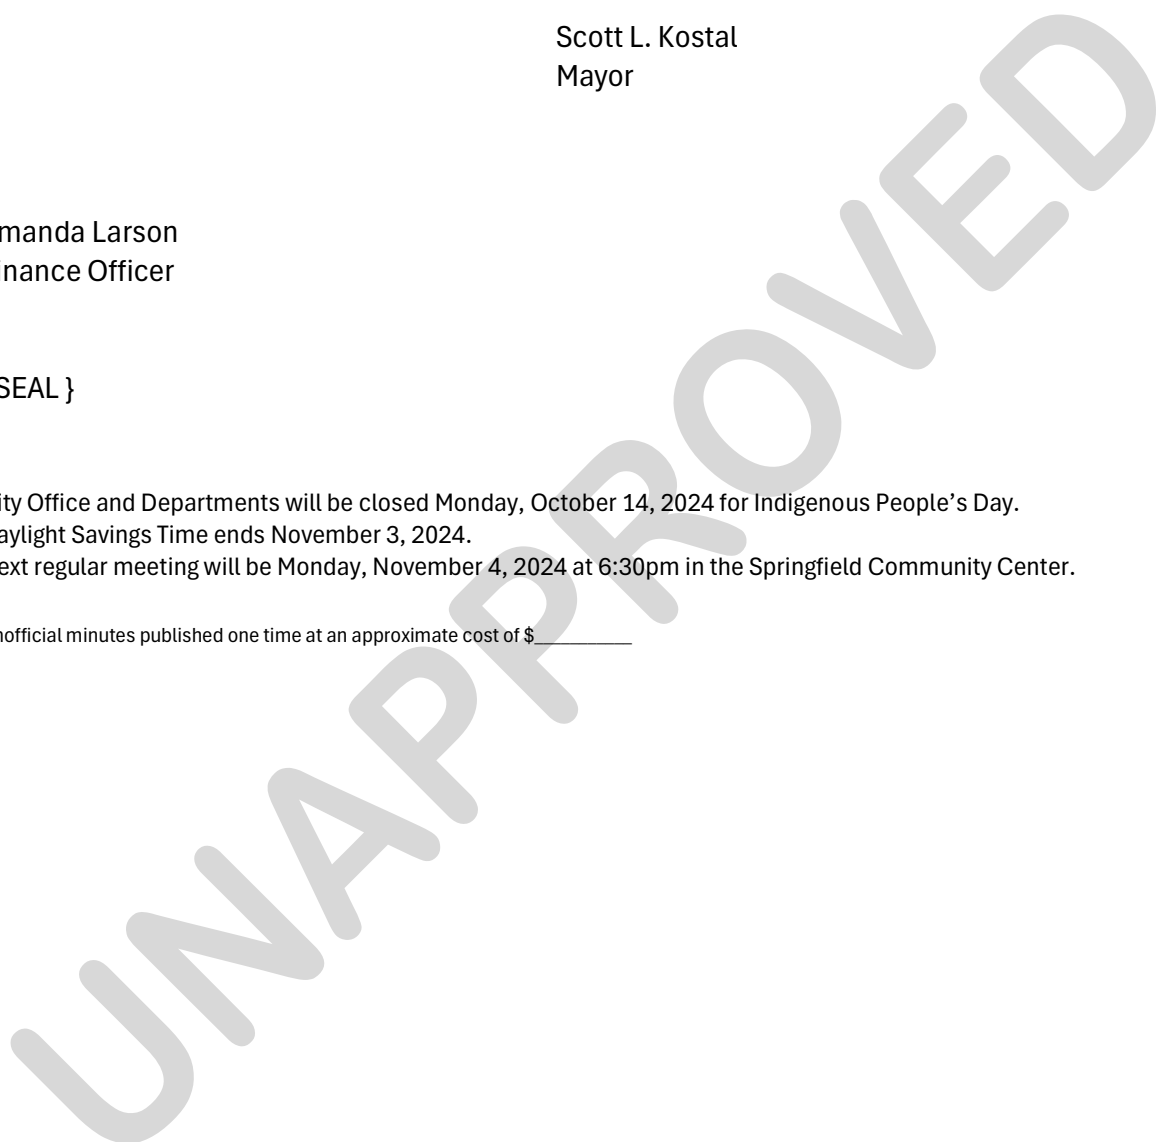 Scott L. Kostal
Mayor
manda Larson
inance Officer
SEAL }
ity Office and Departments will be closed Monday, October 14, 2024 for Indigenous People’s Day.
aylight Savings Time ends November 3, 2024.
ext regular meeting will be Monday, November 4, 2024 at 6:30pm in the Springfield Community Center.
nofficial minutes published one time at an approximate cost of $__________
UNAPPROVED